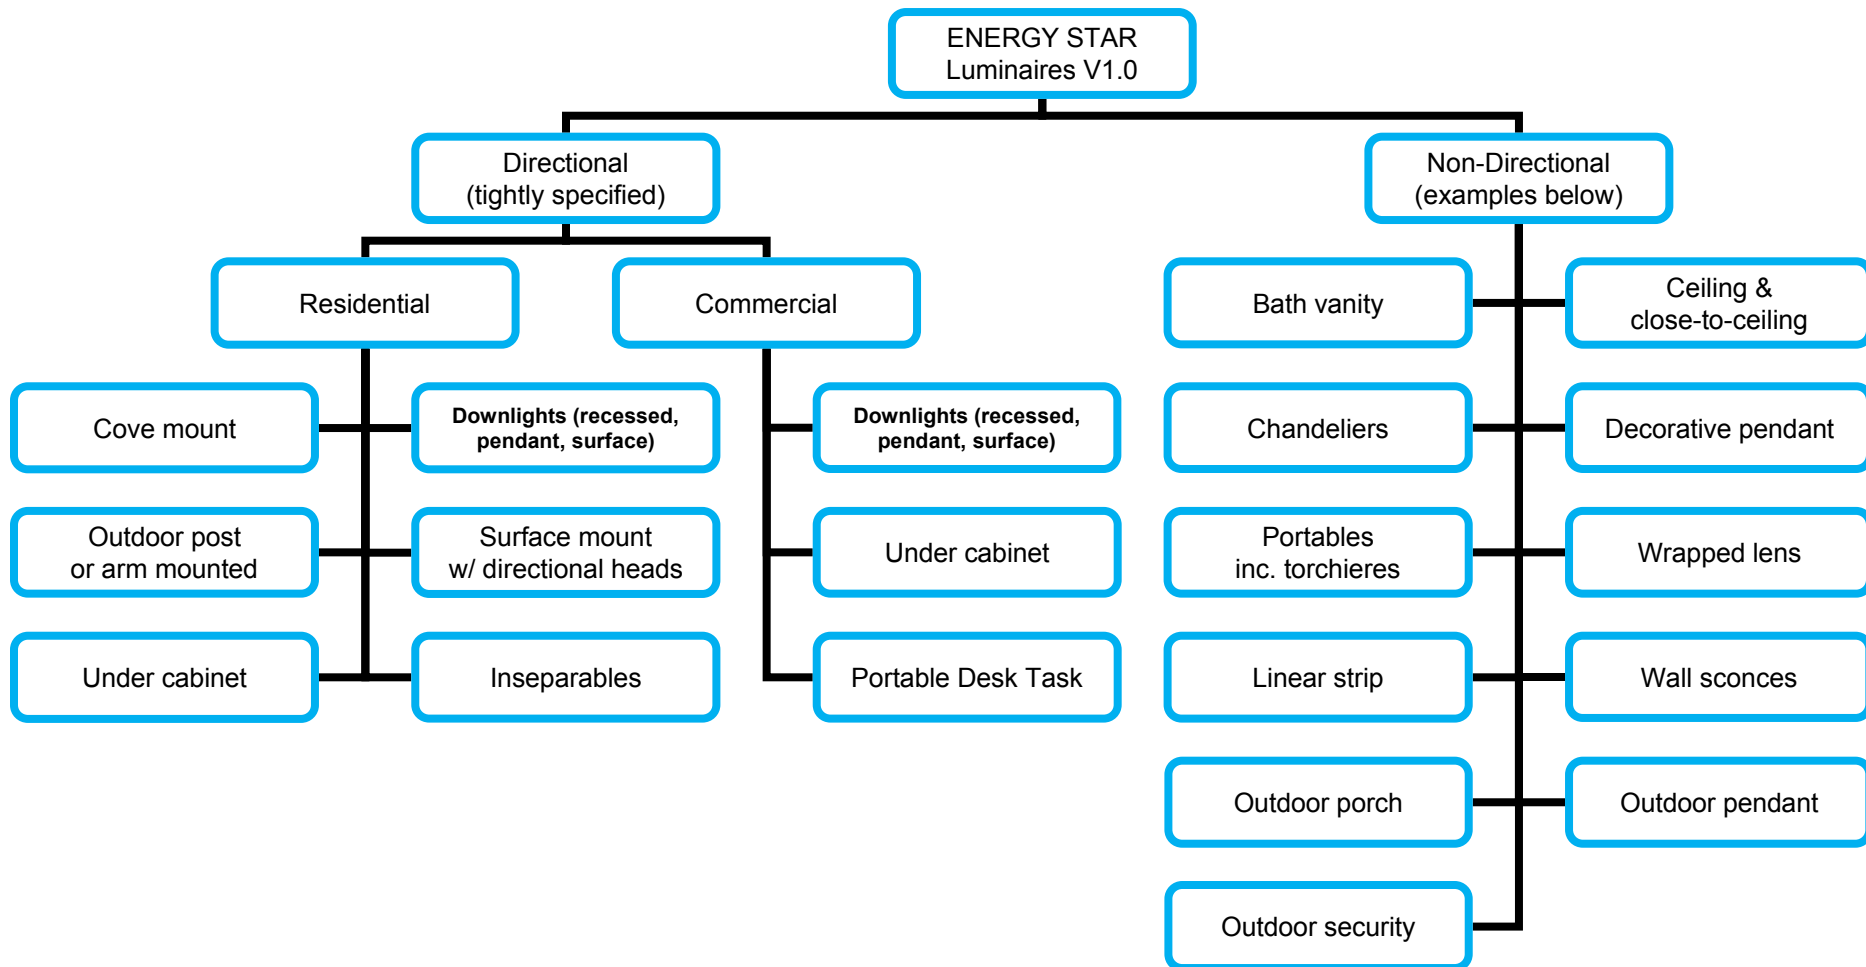 ENERGY STAR
Luminaires V1.0
Directional
(tightly specified)
Non-Directional
(examples below)
Residential
Commercial
Bath vanity
Ceiling &
close-to-ceiling
Cove mount
Downlights (recessed,
pendant, surface)
Downlights (recessed,
pendant, surface)
Chandeliers
Decorative pendant
Outdoor post
or arm mounted
Surface mount
w/ directional heads
Under cabinet
Portables
inc. torchieres
Wrapped lens
Under cabinet
Inseparables
Portable Desk Task
Linear strip
Wall sconces
Outdoor porch
Outdoor pendant
Outdoor security